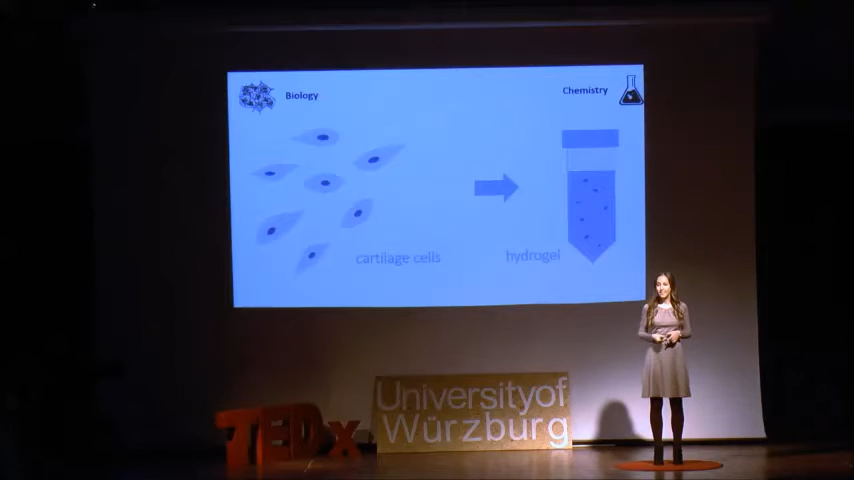 Biology
Chemistry
cartilage cells
hydrogel
TEDx
Universityof
Würzburg